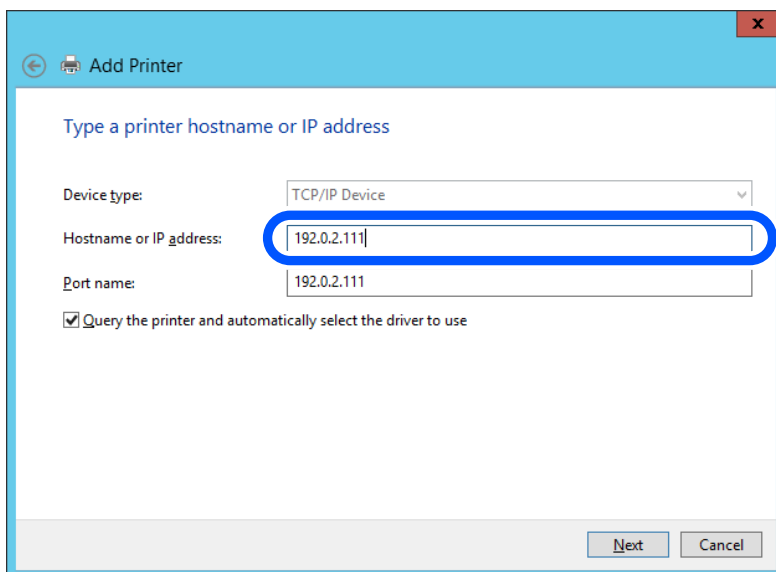 x
Add Printer
Type a printer hostname or IP address
Device type: TCP/IP Device
Hostname or IP address: 192.0.2.111
Port name: 192.0.2.111
Query the printer and automatically select the driver to use
Next Cancel